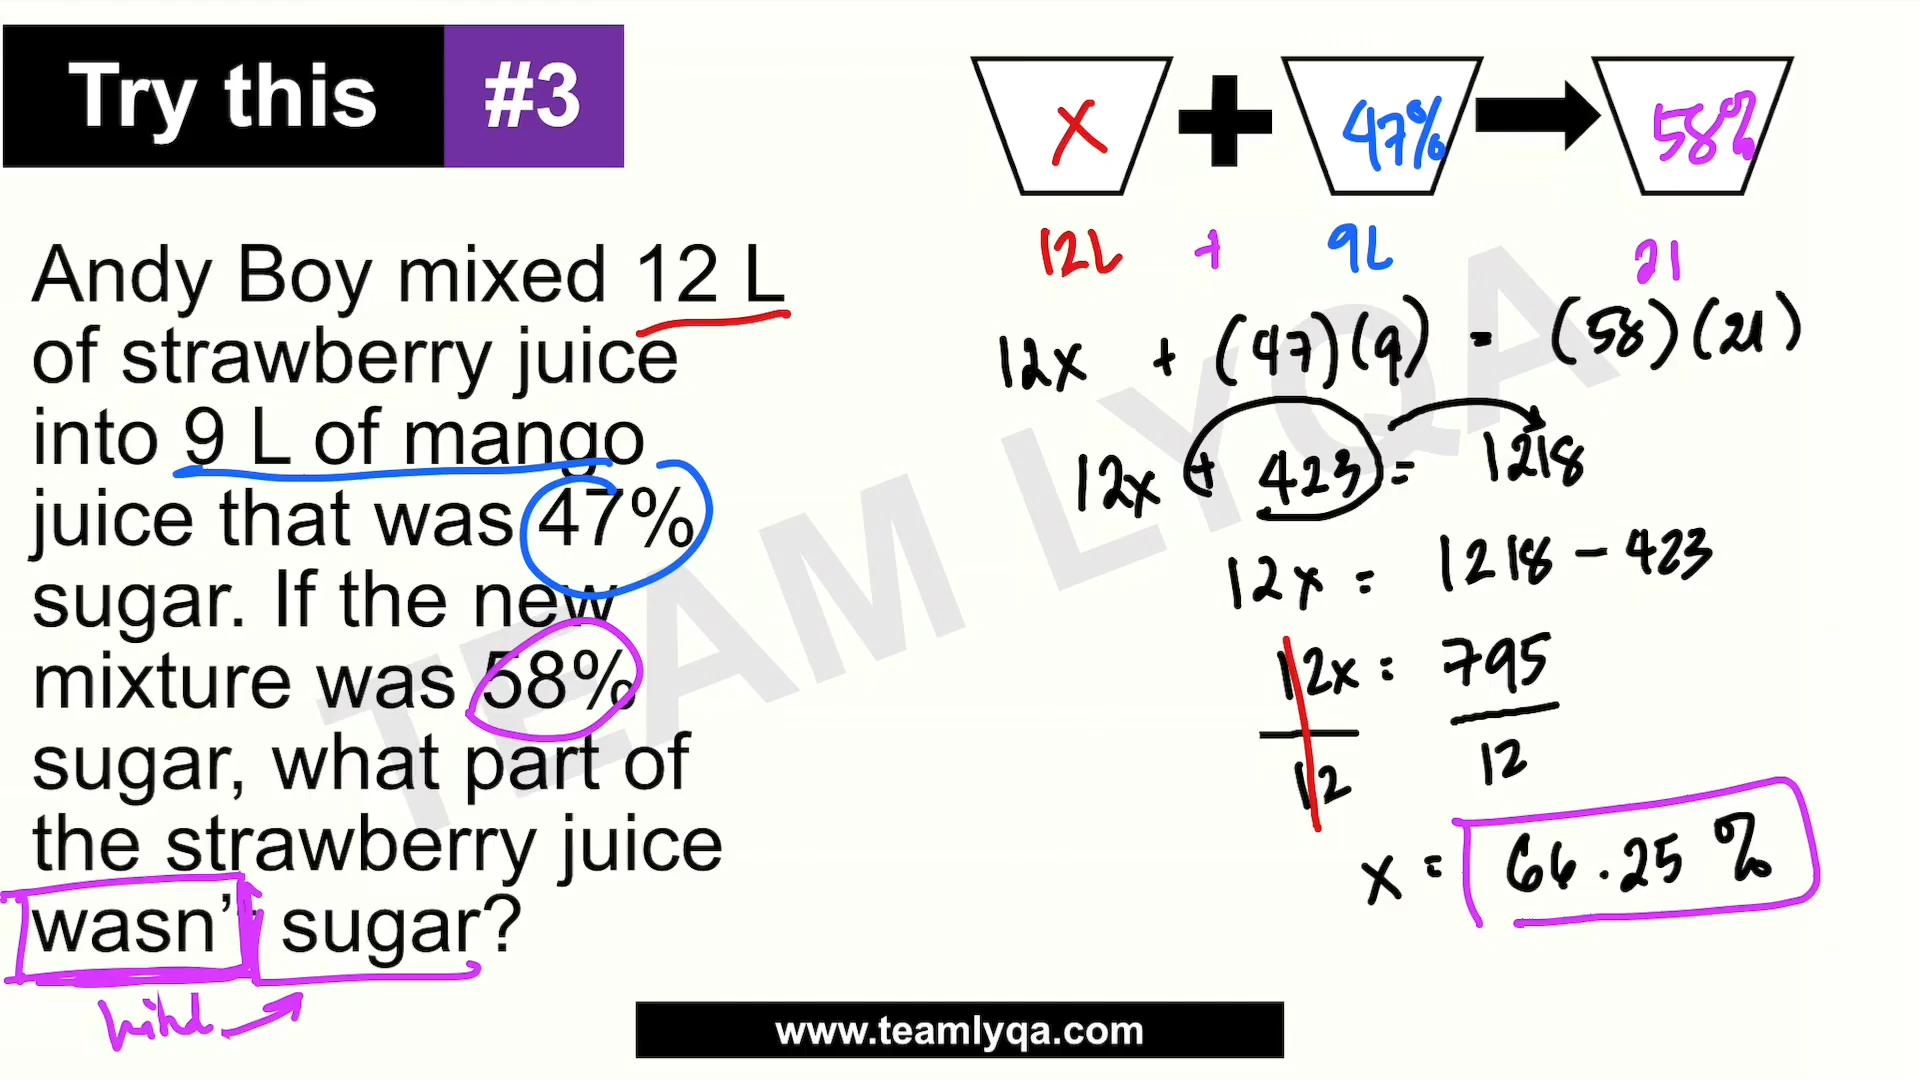 Try this #3
Andy Boy mixed 12 L
of strawberry juice
into 9 L of mango
juice that was 47%
sugar. If the new
mixture was 58%
sugar, what part of
the strawberry juice
wasn't sugar?
hindi →
x + 47% → 58%
12L + 9L 21
12x + (47)(9) = (58)(21)
12x + 423 = 1218
12x = 1218 - 423
12x = 795
12 12
x = 66.25 %
TEAM LYQA
www.teamlyqa.com